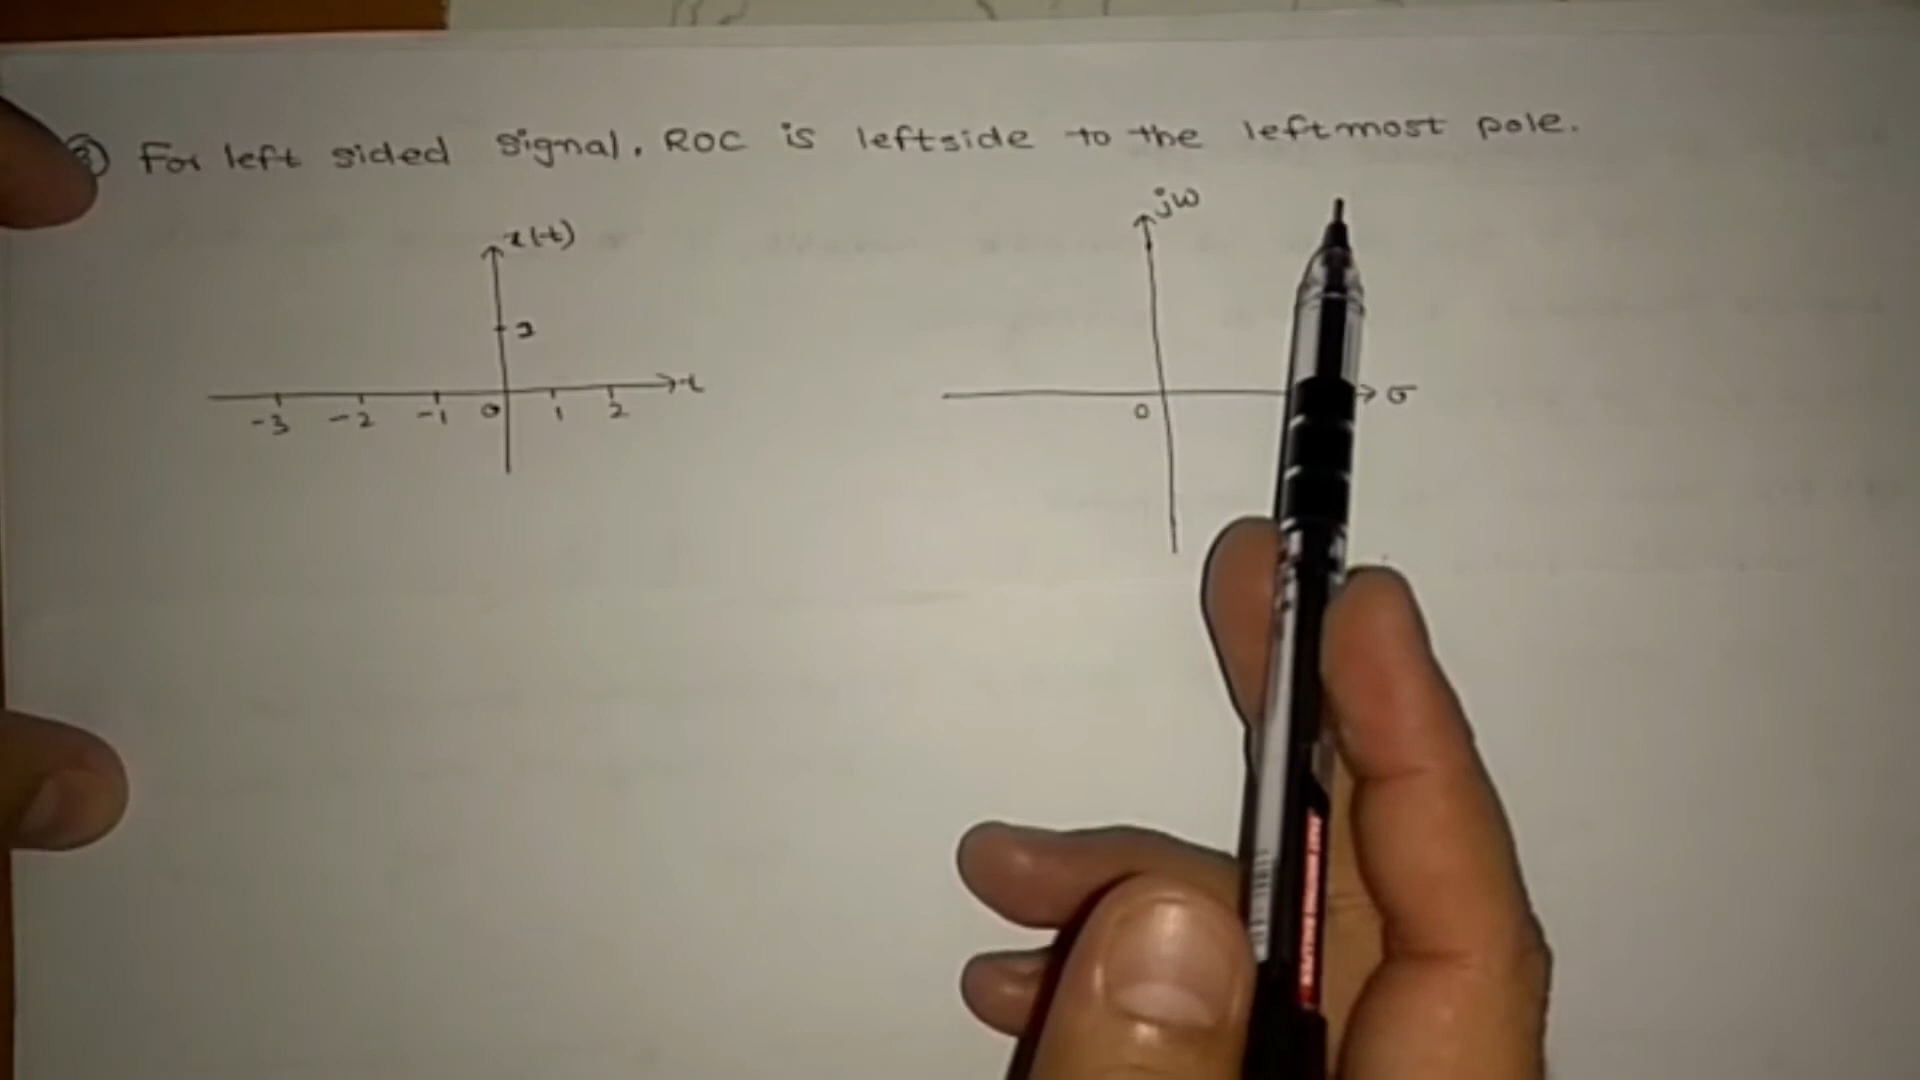 For left sided signal, ROC is leftside to the leftmost pole.
x(t)
jω
-3 -2 -1 0 1 2 t
0 σ